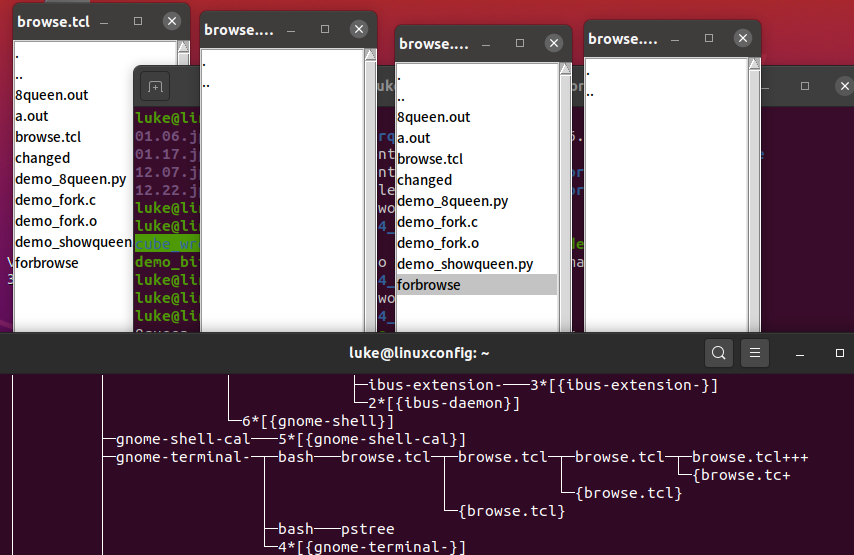 browse.tcl
browse....
browse....
browse....
.
..
8queen.out
a.out
browse.tcl
changed
demo_8queen.py
demo_fork.c
demo_fork.o
demo_showqueen
forbrowse
.
..
.
..
8queen.out
a.out
browse.tcl
changed
demo_8queen.py
demo_fork.c
demo_fork.o
demo_showqueen.py
forbrowse
.
..
luke@li
01.06.j
01.17.j
12.07.j
12.22.j
luke@li
luke@li
cube wr
demo_bi
luke@li
luke@li
luke@li
luke@linuxconfig: ~
ibus-extension-───3*[{ibus-extension-}]
2*[{ibus-daemon}]
6*[{gnome-shell}]
gnome-shell-cal───5*[{gnome-shell-cal}]
gnome-terminal-─┬─bash───browse.tcl─┬─browse.tcl─┬─browse.tcl─┬─browse.tcl+++
{browse.tc+
{browse.tcl}
{browse.tcl}
bash───pstree
4*[{gnome-terminal-}]